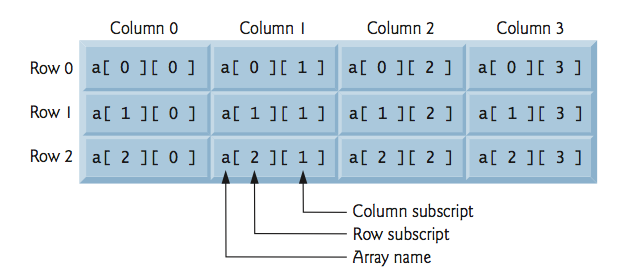 Column 0 Column 1 Column 2 Column 3
Row 0 a[ 0 ][ 0 ] a[ 0 ][ 1 ] a[ 0 ][ 2 ] a[ 0 ][ 3 ]
Row 1 a[ 1 ][ 0 ] a[ 1 ][ 1 ] a[ 1 ][ 2 ] a[ 1 ][ 3 ]
Row 2 a[ 2 ][ 0 ] a[ 2 ][ 1 ] a[ 2 ][ 2 ] a[ 2 ][ 3 ]
Column subscript
Row subscript
Array name